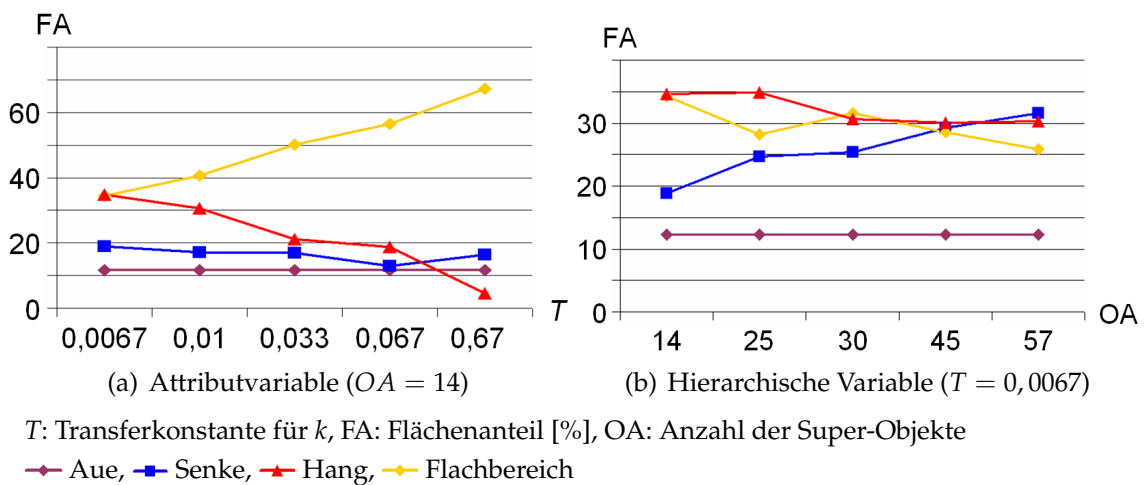 FA
60
40
20
0
0,0067 0,01 0,033 0,067 0,67
T
(a) Attributvariable (OA = 14)
FA
30
20
10
0
14 25 30 45 57
OA
(b) Hierarchische Variable (T = 0,0067)
T: Transferkonstante für k, FA: Flächenanteil [%], OA: Anzahl der Super-Objekte
Aue, Senke, Hang, Flachbereich